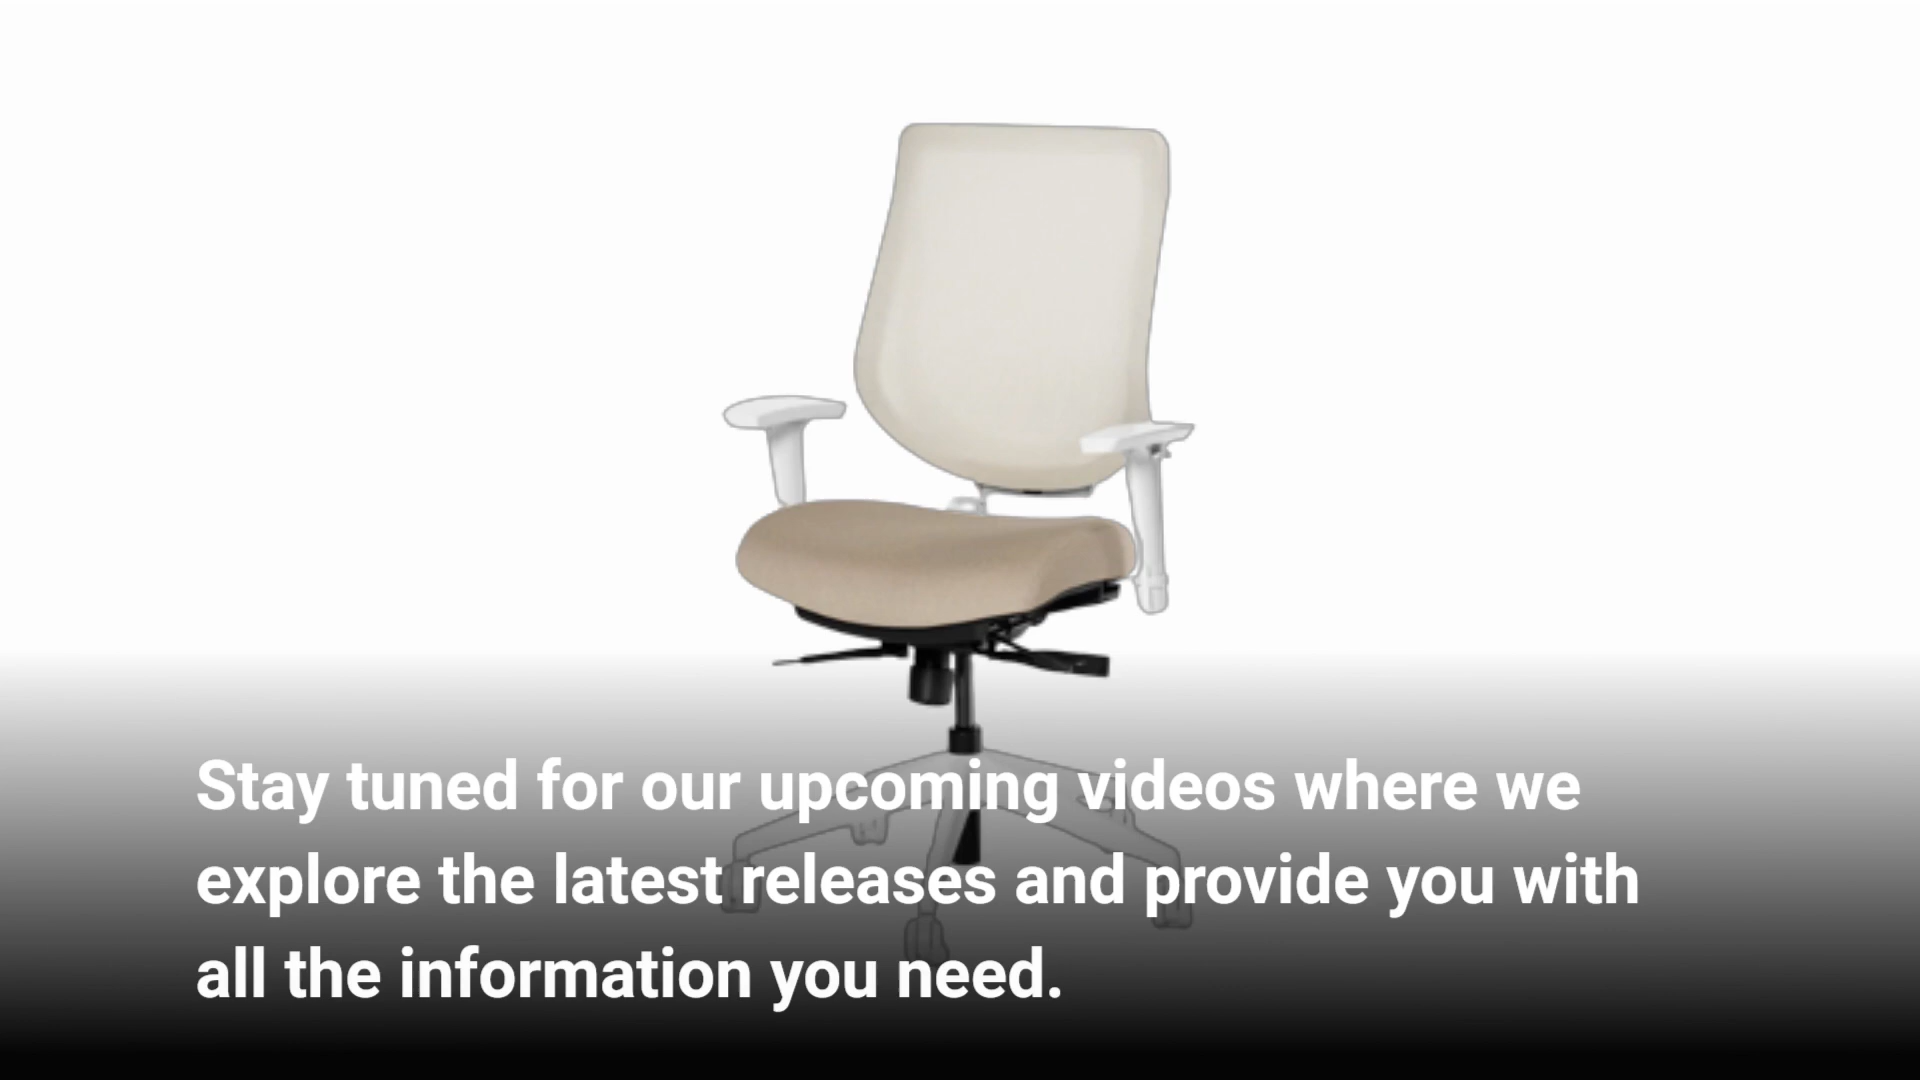 Stay tuned for our upcoming videos where we
explore the latest releases and provide you with
all the information you need.